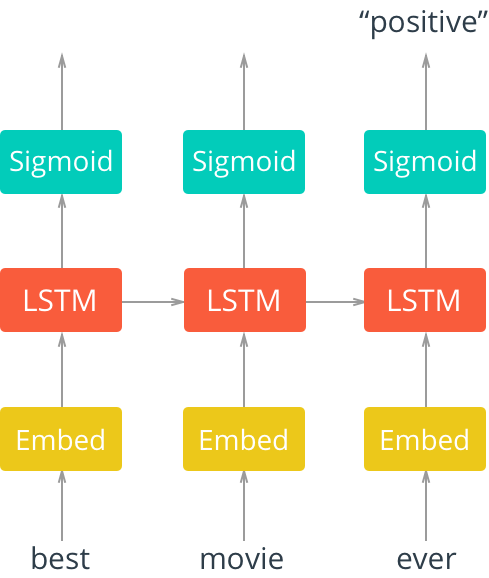 “positive”
Sigmoid Sigmoid Sigmoid
LSTM LSTM LSTM
Embed Embed Embed
best movie ever